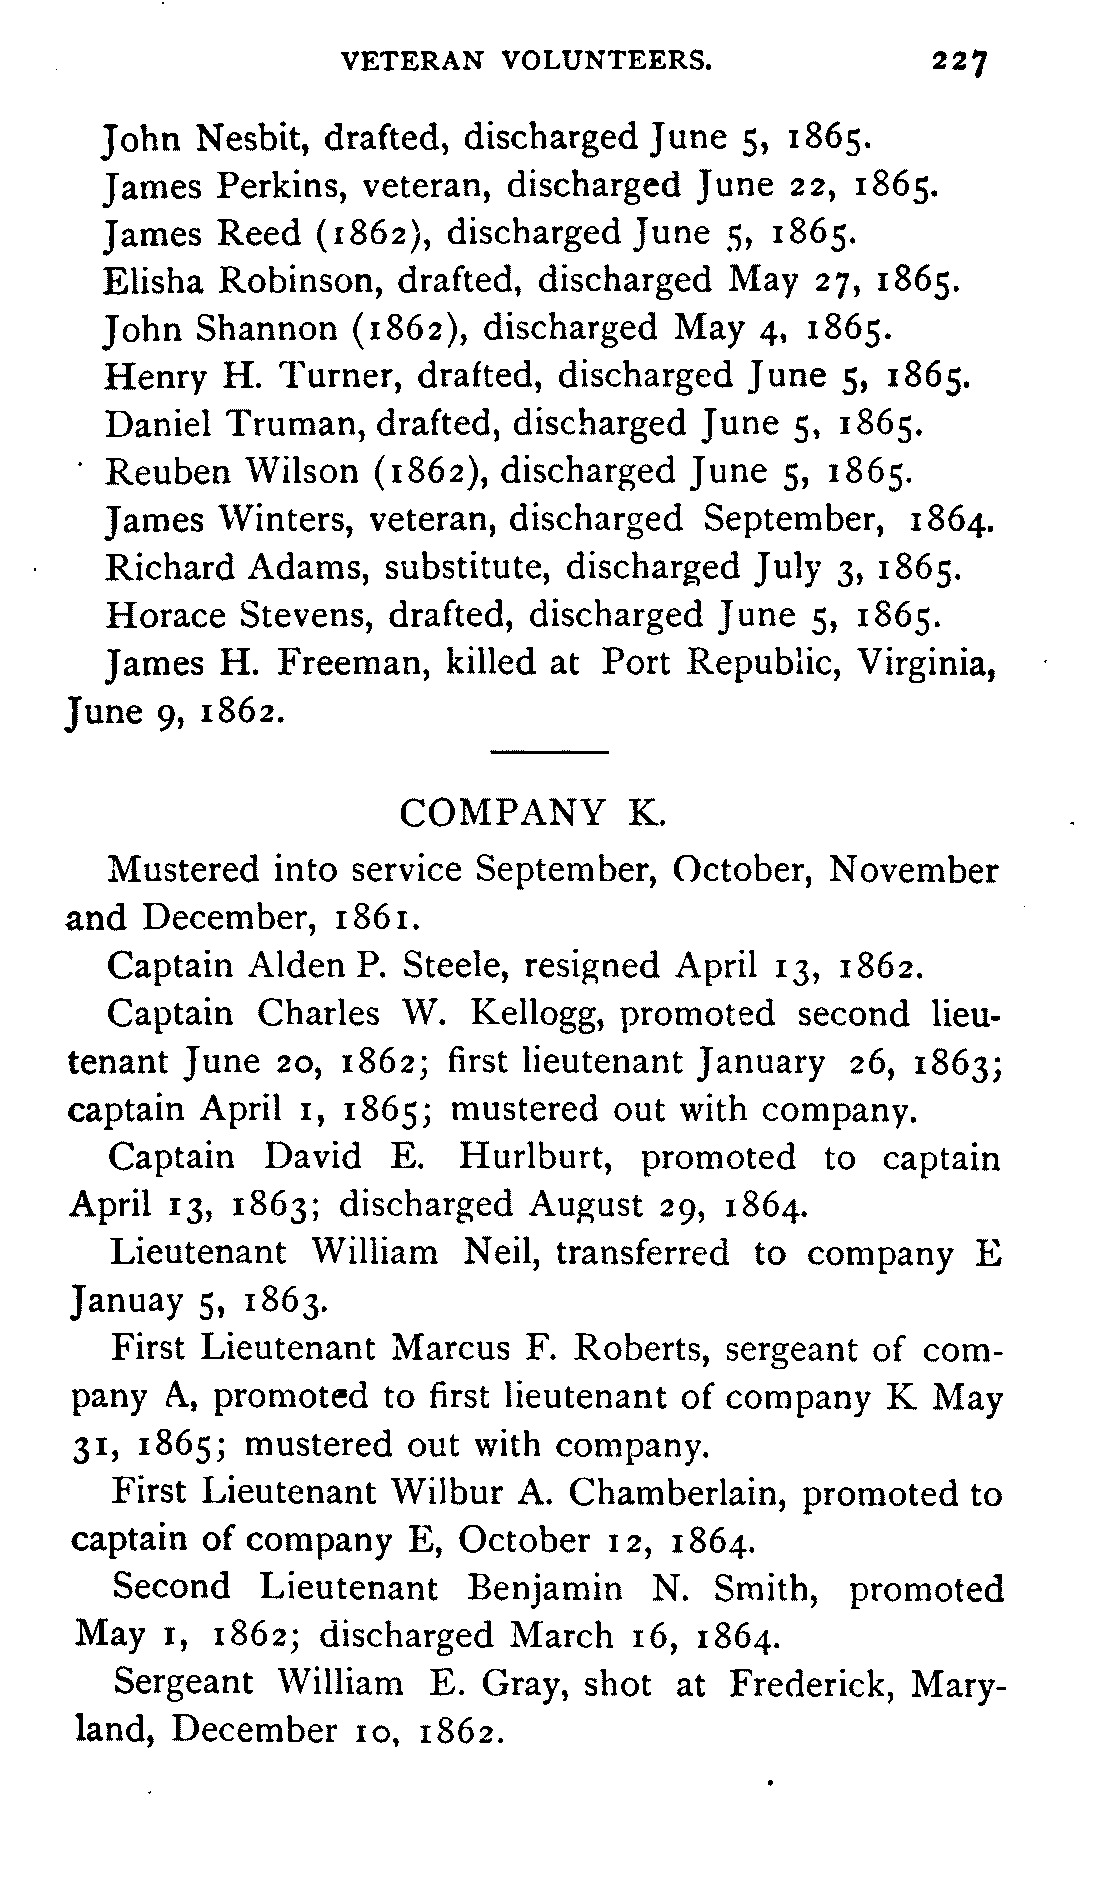 VETERAN VOLUNTEERS. 227
John Nesbit, drafted, discharged June 5, 1865.
James Perkins, veteran, discharged June 22, 1865.
James Reed (1862), discharged June 5, 1865.
Elisha Robinson, drafted, discharged May 27, 1865.
John Shannon (1862), discharged May 4, 1865.
Henry H. Turner, drafted, discharged June 5, 1865.
Daniel Truman, drafted, discharged June 5, 1865.
Reuben Wilson (1862), discharged June 5, 1865.
James Winters, veteran, discharged September, 1864.
Richard Adams, substitute, discharged July 3, 1865.
Horace Stevens, drafted, discharged June 5, 1865.
James H. Freeman, killed at Port Republic, Virginia,
June 9, 1862.
COMPANY K.
Mustered into service September, October, November
and December, 1861.
Captain Alden P. Steele, resigned April 13, 1862.
Captain Charles W. Kellogg, promoted second lieu-
tenant June 20, 1862; first lieutenant January 26, 1863;
captain April 1, 1865; mustered out with company.
Captain David E. Hurlburt, promoted to captain
April 13, 1863; discharged August 29, 1864.
Lieutenant William Neil, transferred to company E
Januay 5, 1863.
First Lieutenant Marcus F. Roberts, sergeant of com-
pany A, promoted to first lieutenant of company K May
31, 1865; mustered out with company.
First Lieutenant Wilbur A. Chamberlain, promoted to
captain of company E, October 12, 1864.
Second Lieutenant Benjamin N. Smith, promoted
May 1, 1862; discharged March 16, 1864.
Sergeant William E. Gray, shot at Frederick, Mary-
land, December 10, 1862.